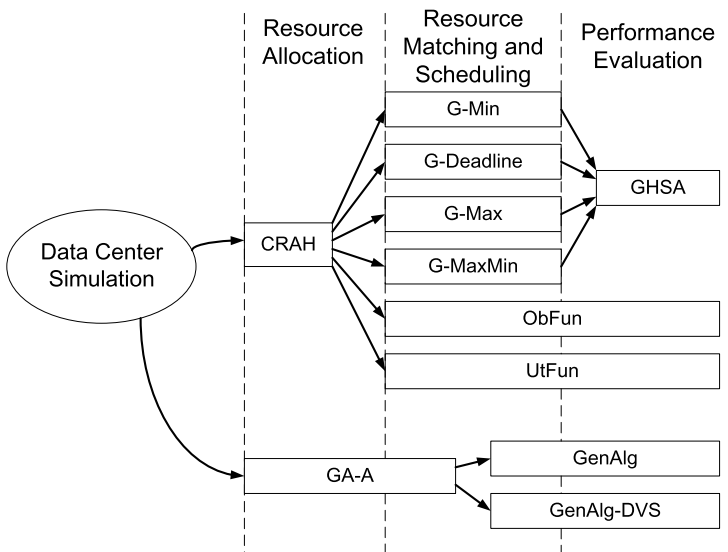 Resource
Allocation
Resource
Matching and
Scheduling
Performance
Evaluation
G-Min
G-Deadline
GHSA
G-Max
Data Center
Simulation
CRAH
G-MaxMin
ObFun
UtFun
GenAlg
GA-A
GenAlg-DVS